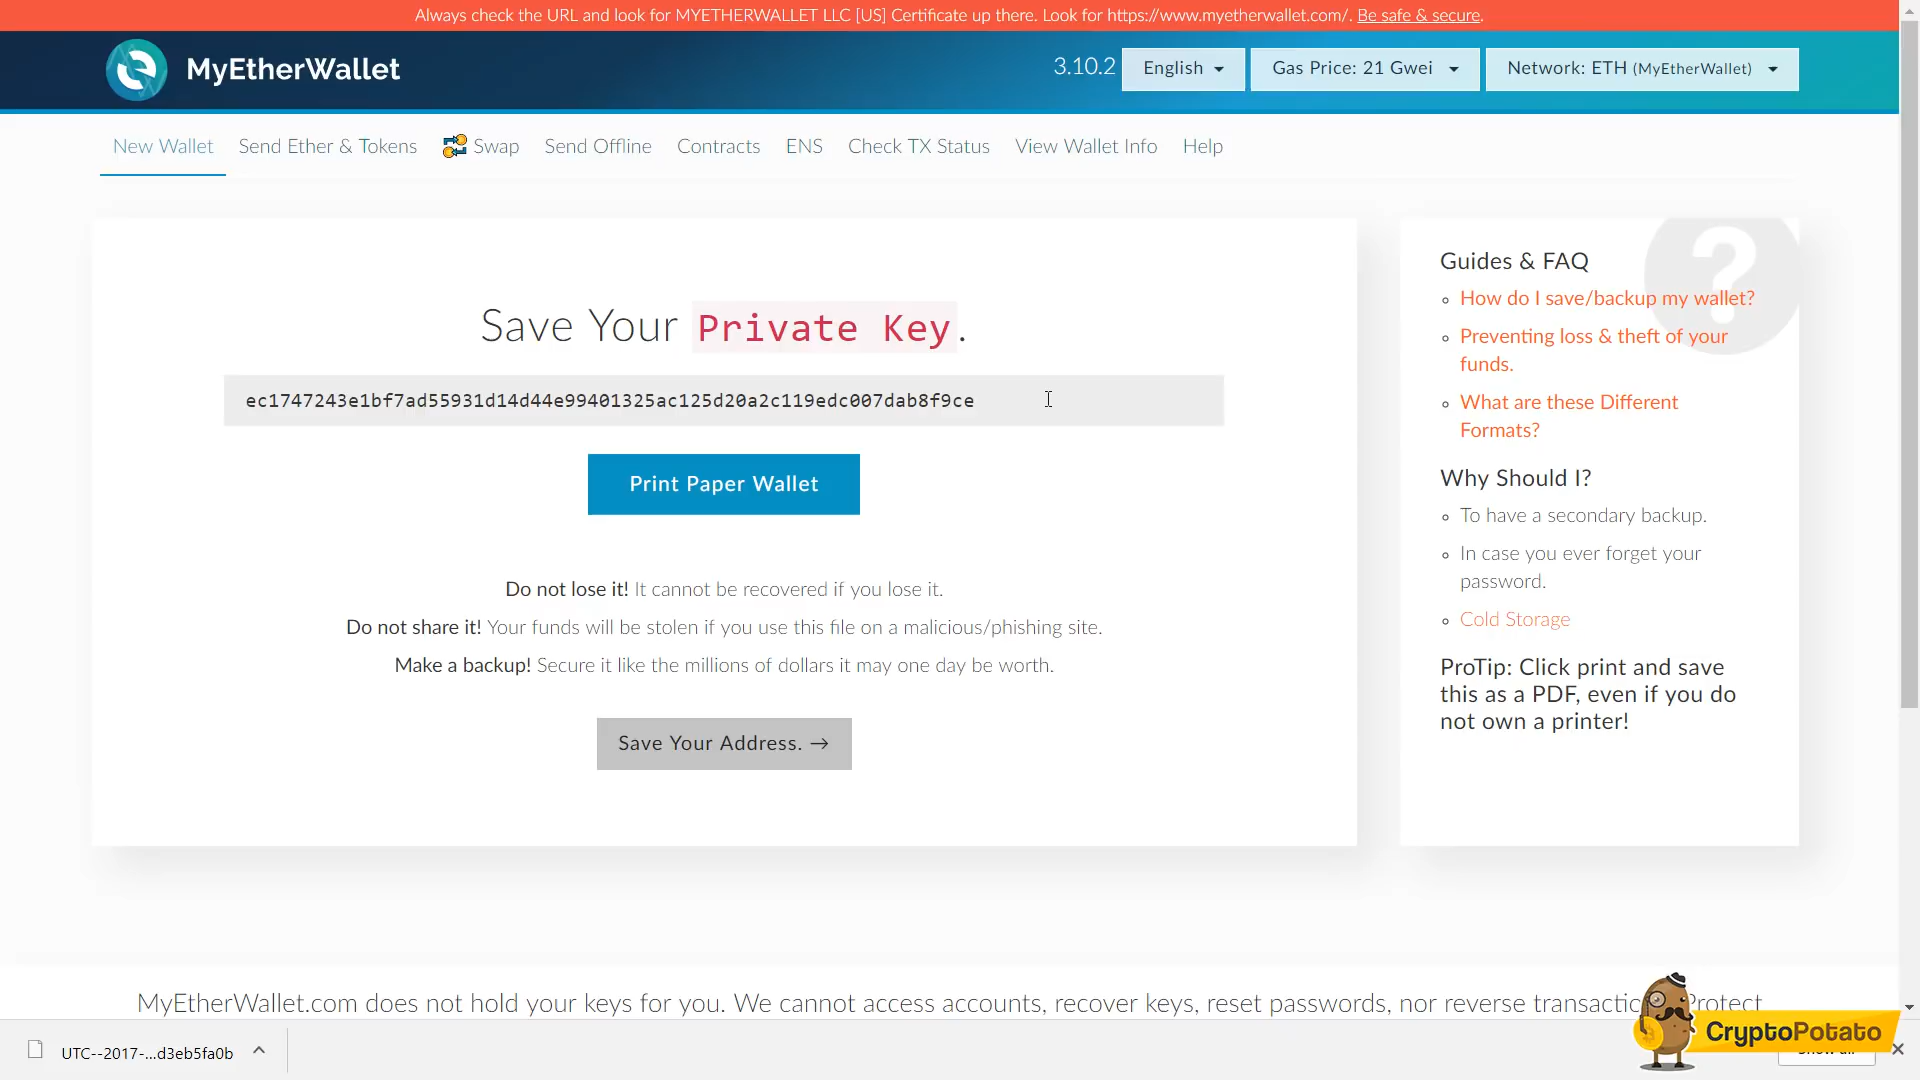 Always check the URL and look for MYETHERWALLET LLC [US] Certificate up there. Look for https://www.myetherwallet.com/. Be safe & secure.
MyEtherWallet
3.10.2
English
Gas Price: 21 Gwei
Network: ETH (MyEtherWallet)
New Wallet
Send Ether & Tokens
Swap
Send Offline
Contracts
ENS
Check TX Status
View Wallet Info
Help
Save Your Private Key.
ec1747243e1bf7ad55931d14d44e99401325ac125d20a2c119edc007dab8f9ce
Print Paper Wallet
Do not lose it! It cannot be recovered if you lose it.
Do not share it! Your funds will be stolen if you use this file on a malicious/phishing site.
Make a backup! Secure it like the millions of dollars it may one day be worth.
Save Your Address. →
Guides & FAQ
How do I save/backup my wallet?
Preventing loss & theft of your
funds.
What are these Different
Formats?
Why Should I?
To have a secondary backup.
In case you ever forget your
password.
Cold Storage
ProTip: Click print and save
this as a PDF, even if you do
not own a printer!
MyEtherWallet.com does not hold your keys for you. We cannot access accounts, recover keys, reset passwords, nor reverse Protect
UTC--2017-...d3eb5fa0b
CryptoPotato